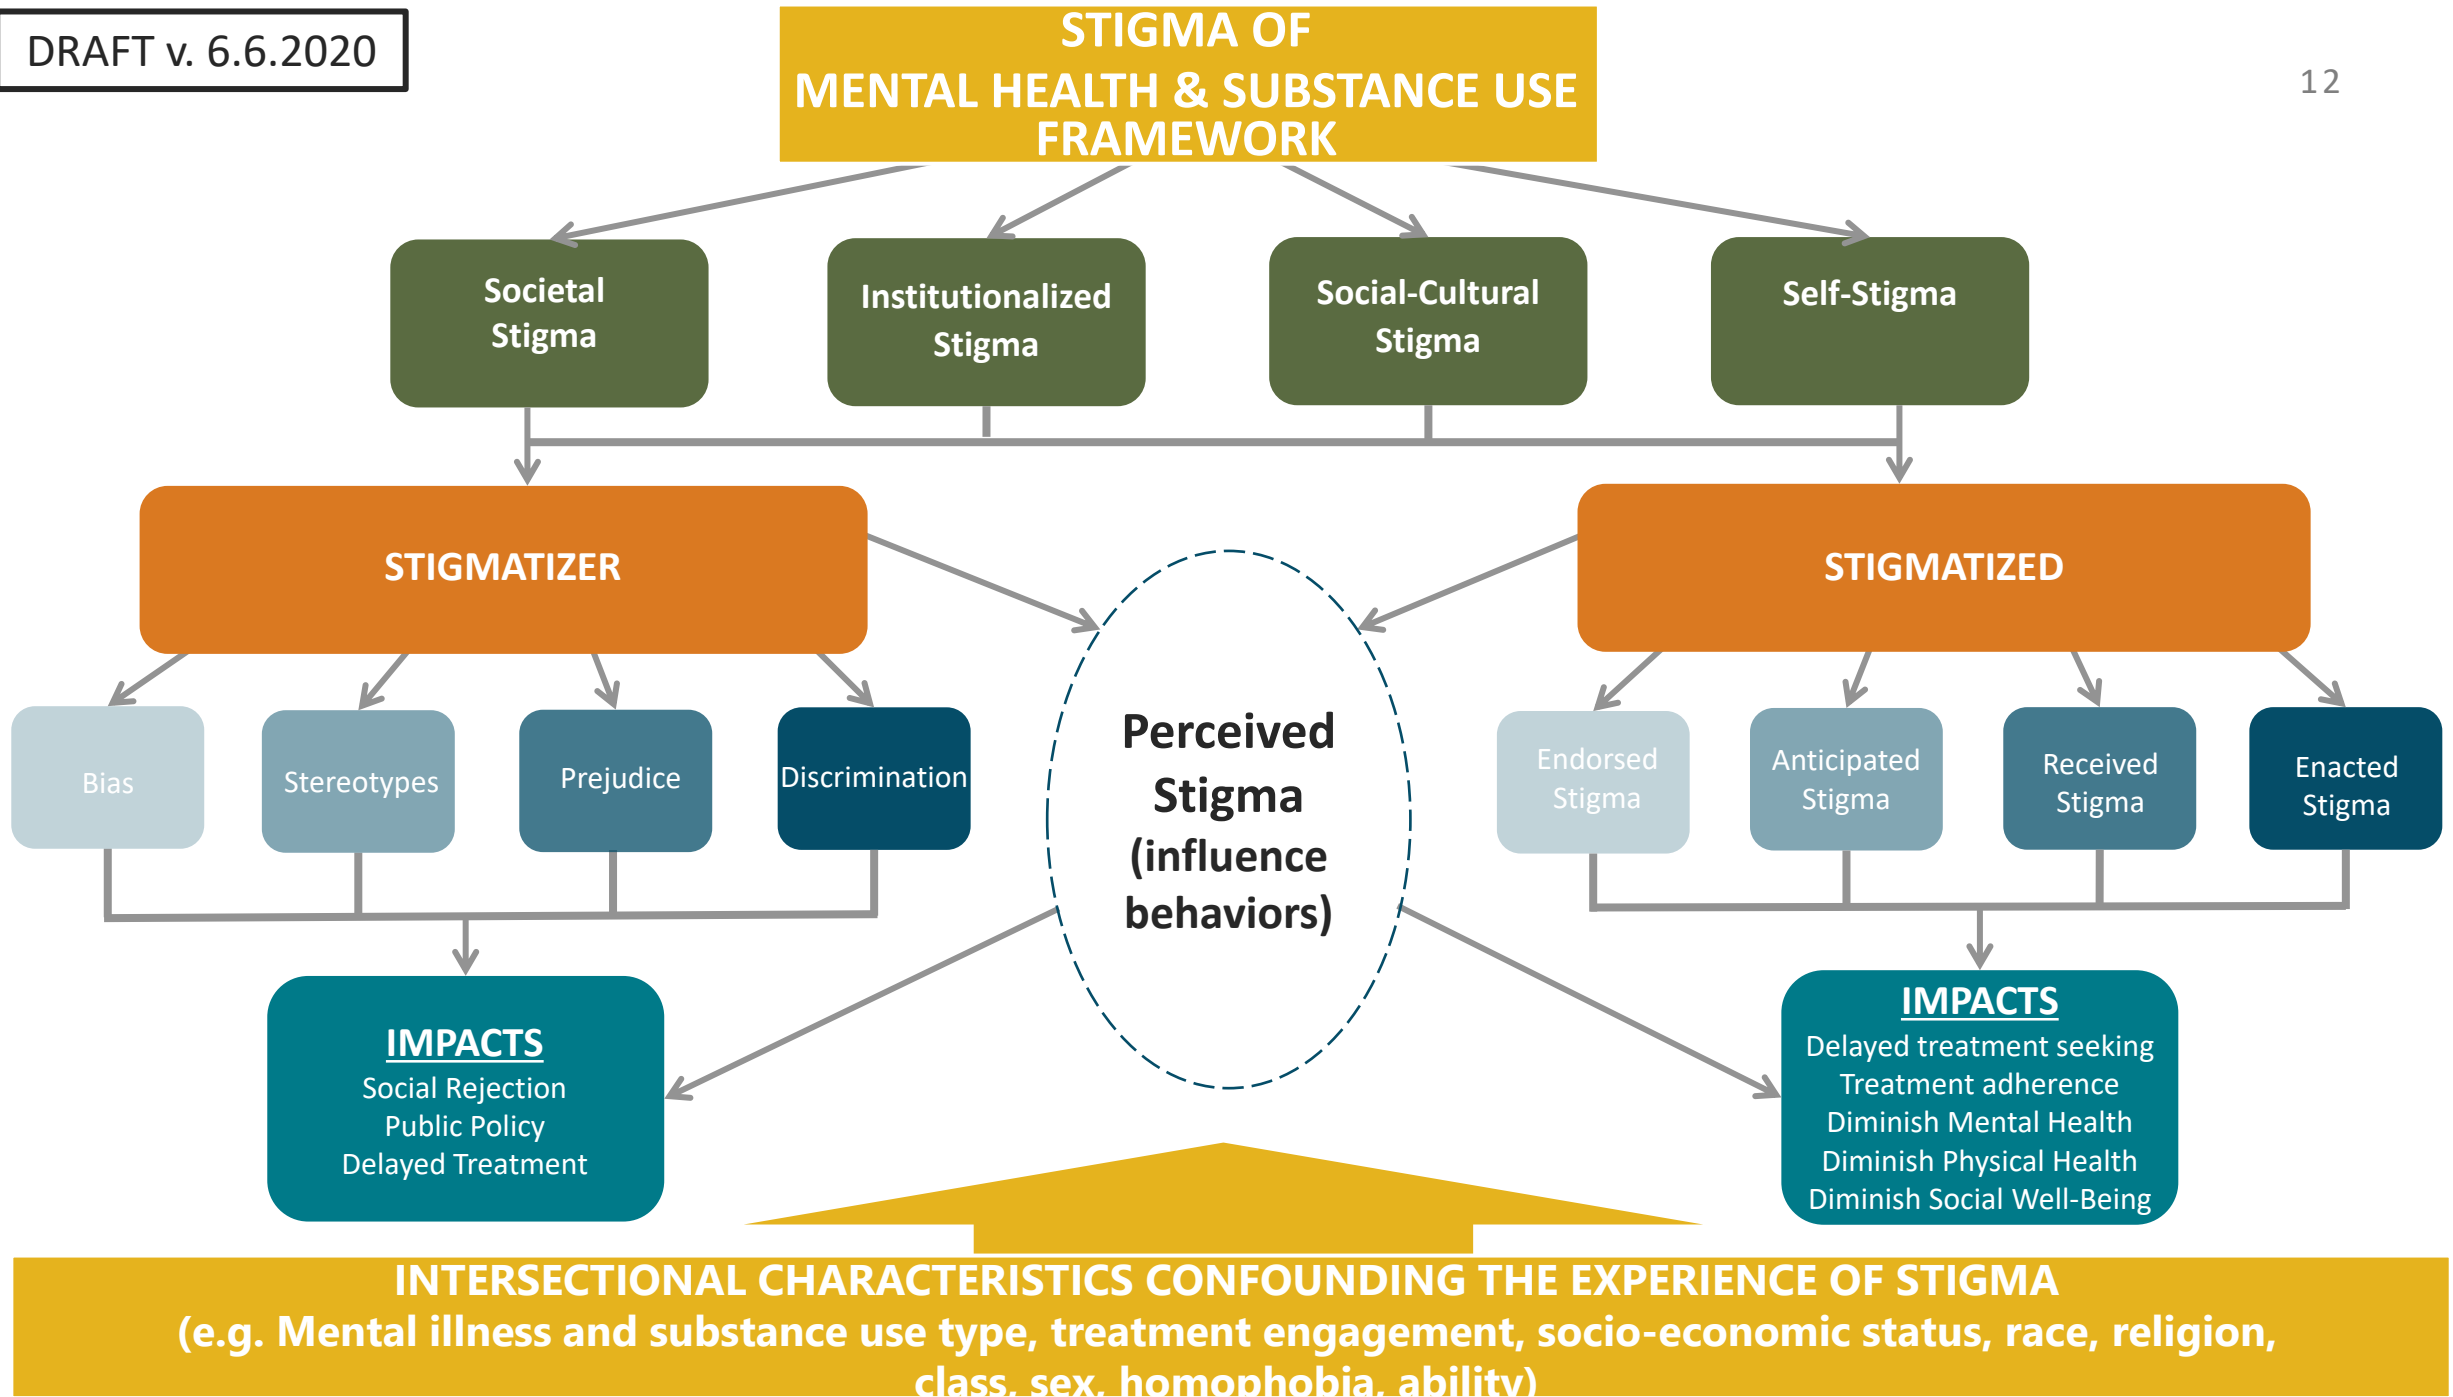 DRAFT v. 6.6.2020
12
STIGMA OF
MENTAL HEALTH & SUBSTANCE USE
FRAMEWORK
Societal
Stigma
Institutionalized
Stigma
Social-Cultural
Stigma
Self-Stigma
STIGMATIZER
STIGMATIZED
Bias
Stereotypes
Prejudice
Discrimination
Perceived
Stigma
(influence
behaviors)
Endorsed
Stigma
Anticipated
Stigma
Received
Stigma
Enacted
Stigma
IMPACTS
Social Rejection
Public Policy
Delayed Treatment
IMPACTS
Delayed treatment seeking
Treatment adherence
Diminish Mental Health
Diminish Physical Health
Diminish Social Well-Being
INTERSECTIONAL CHARACTERISTICS CONFOUNDING THE EXPERIENCE OF STIGMA
(e.g. Mental illness and substance use type, treatment engagement, socio-economic status, race, religion,
class, sex, homophobia, ability)